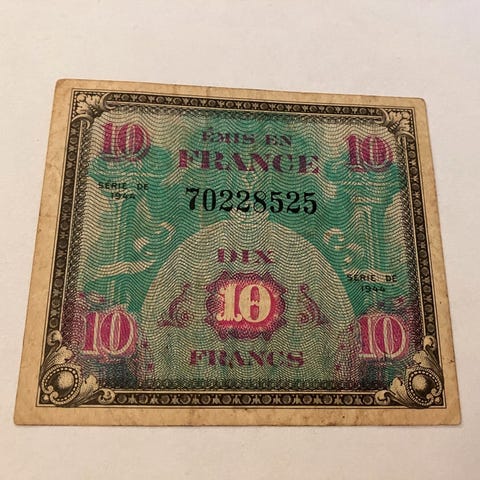 10 ÉMIS EN 10
FRANCE
SÉRIE DE
1944
70228525
DIX
SÉRIE DE
1944
10 10 10
FRANCS